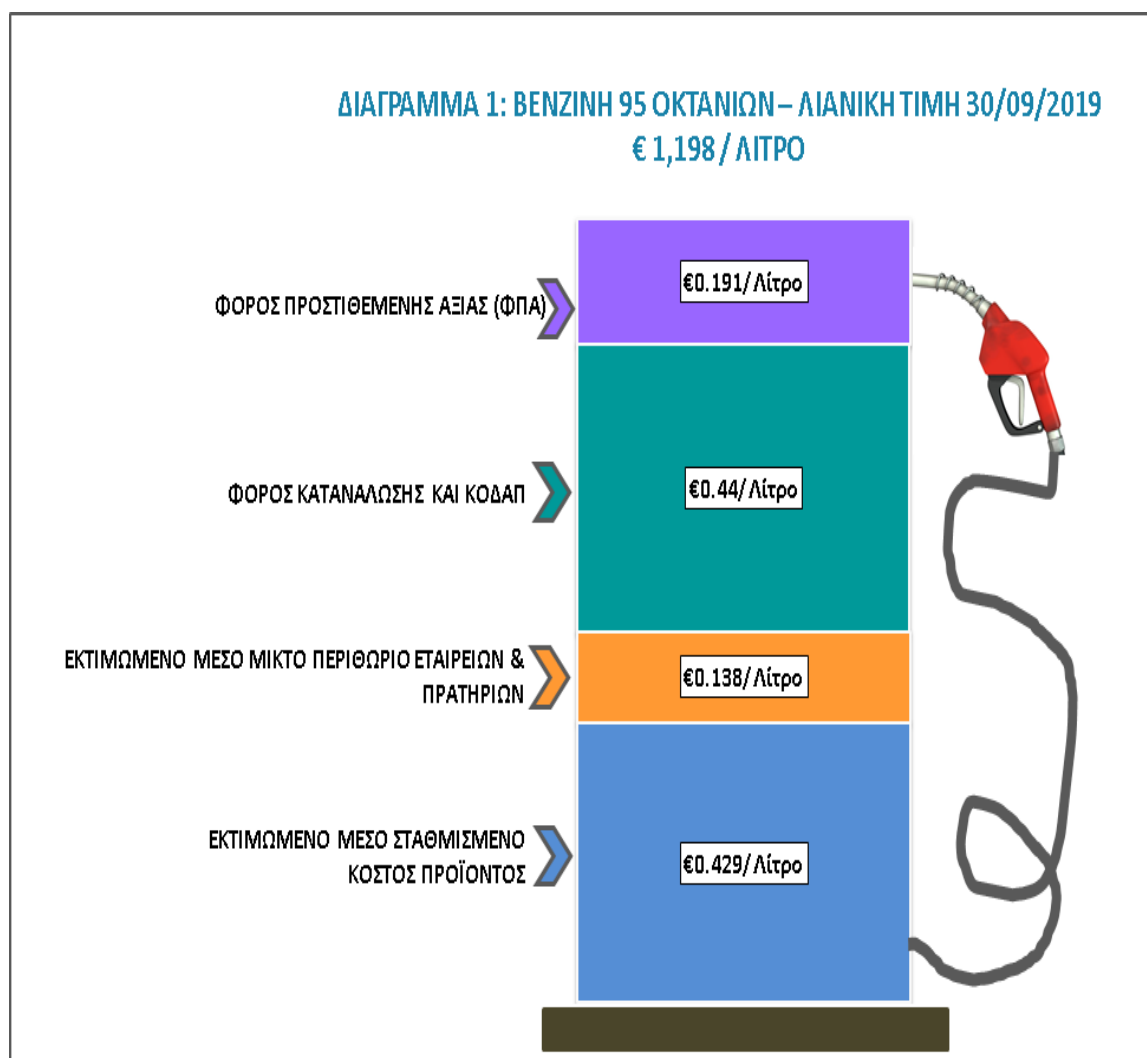 ΔΙΑΓΡΑΜΜΑ 1: ΒΕΝΖΙΝΗ 95 ΟΚΤΑΝΙΩΝ – ΛΙΑΝΙΚΗ ΤΙΜΗ 30/09/2019
€ 1,198 / ΛΙΤΡΟ
ΦΟΡΟΣ ΠΡΟΣΤΙΘΕΜΕΝΗΣ ΑΞΙΑΣ (ΦΠΑ)
€0.191/ Λίτρο
ΦΟΡΟΣ ΚΑΤΑΝΑΛΩΣΗΣ ΚΑΙ ΚΟΔΑΠ
€0.44/ Λίτρο
ΕΚΤΙΜΩΜΕΝΟ ΜΕΣΟ ΜΙΚΤΟ ΠΕΡΙΘΩΡΙΟ ΕΤΑΙΡΕΙΩΝ &
ΠΡΑΤΗΡΙΩΝ
€0.138/ Λίτρο
ΕΚΤΙΜΩΜΕΝΟ ΜΕΣΟ ΣΤΑΘΜΙΣΜΕΝΟ
ΚΟΣΤΟΣ ΠΡΟΪΟΝΤΟΣ
€0.429/ Λίτρο